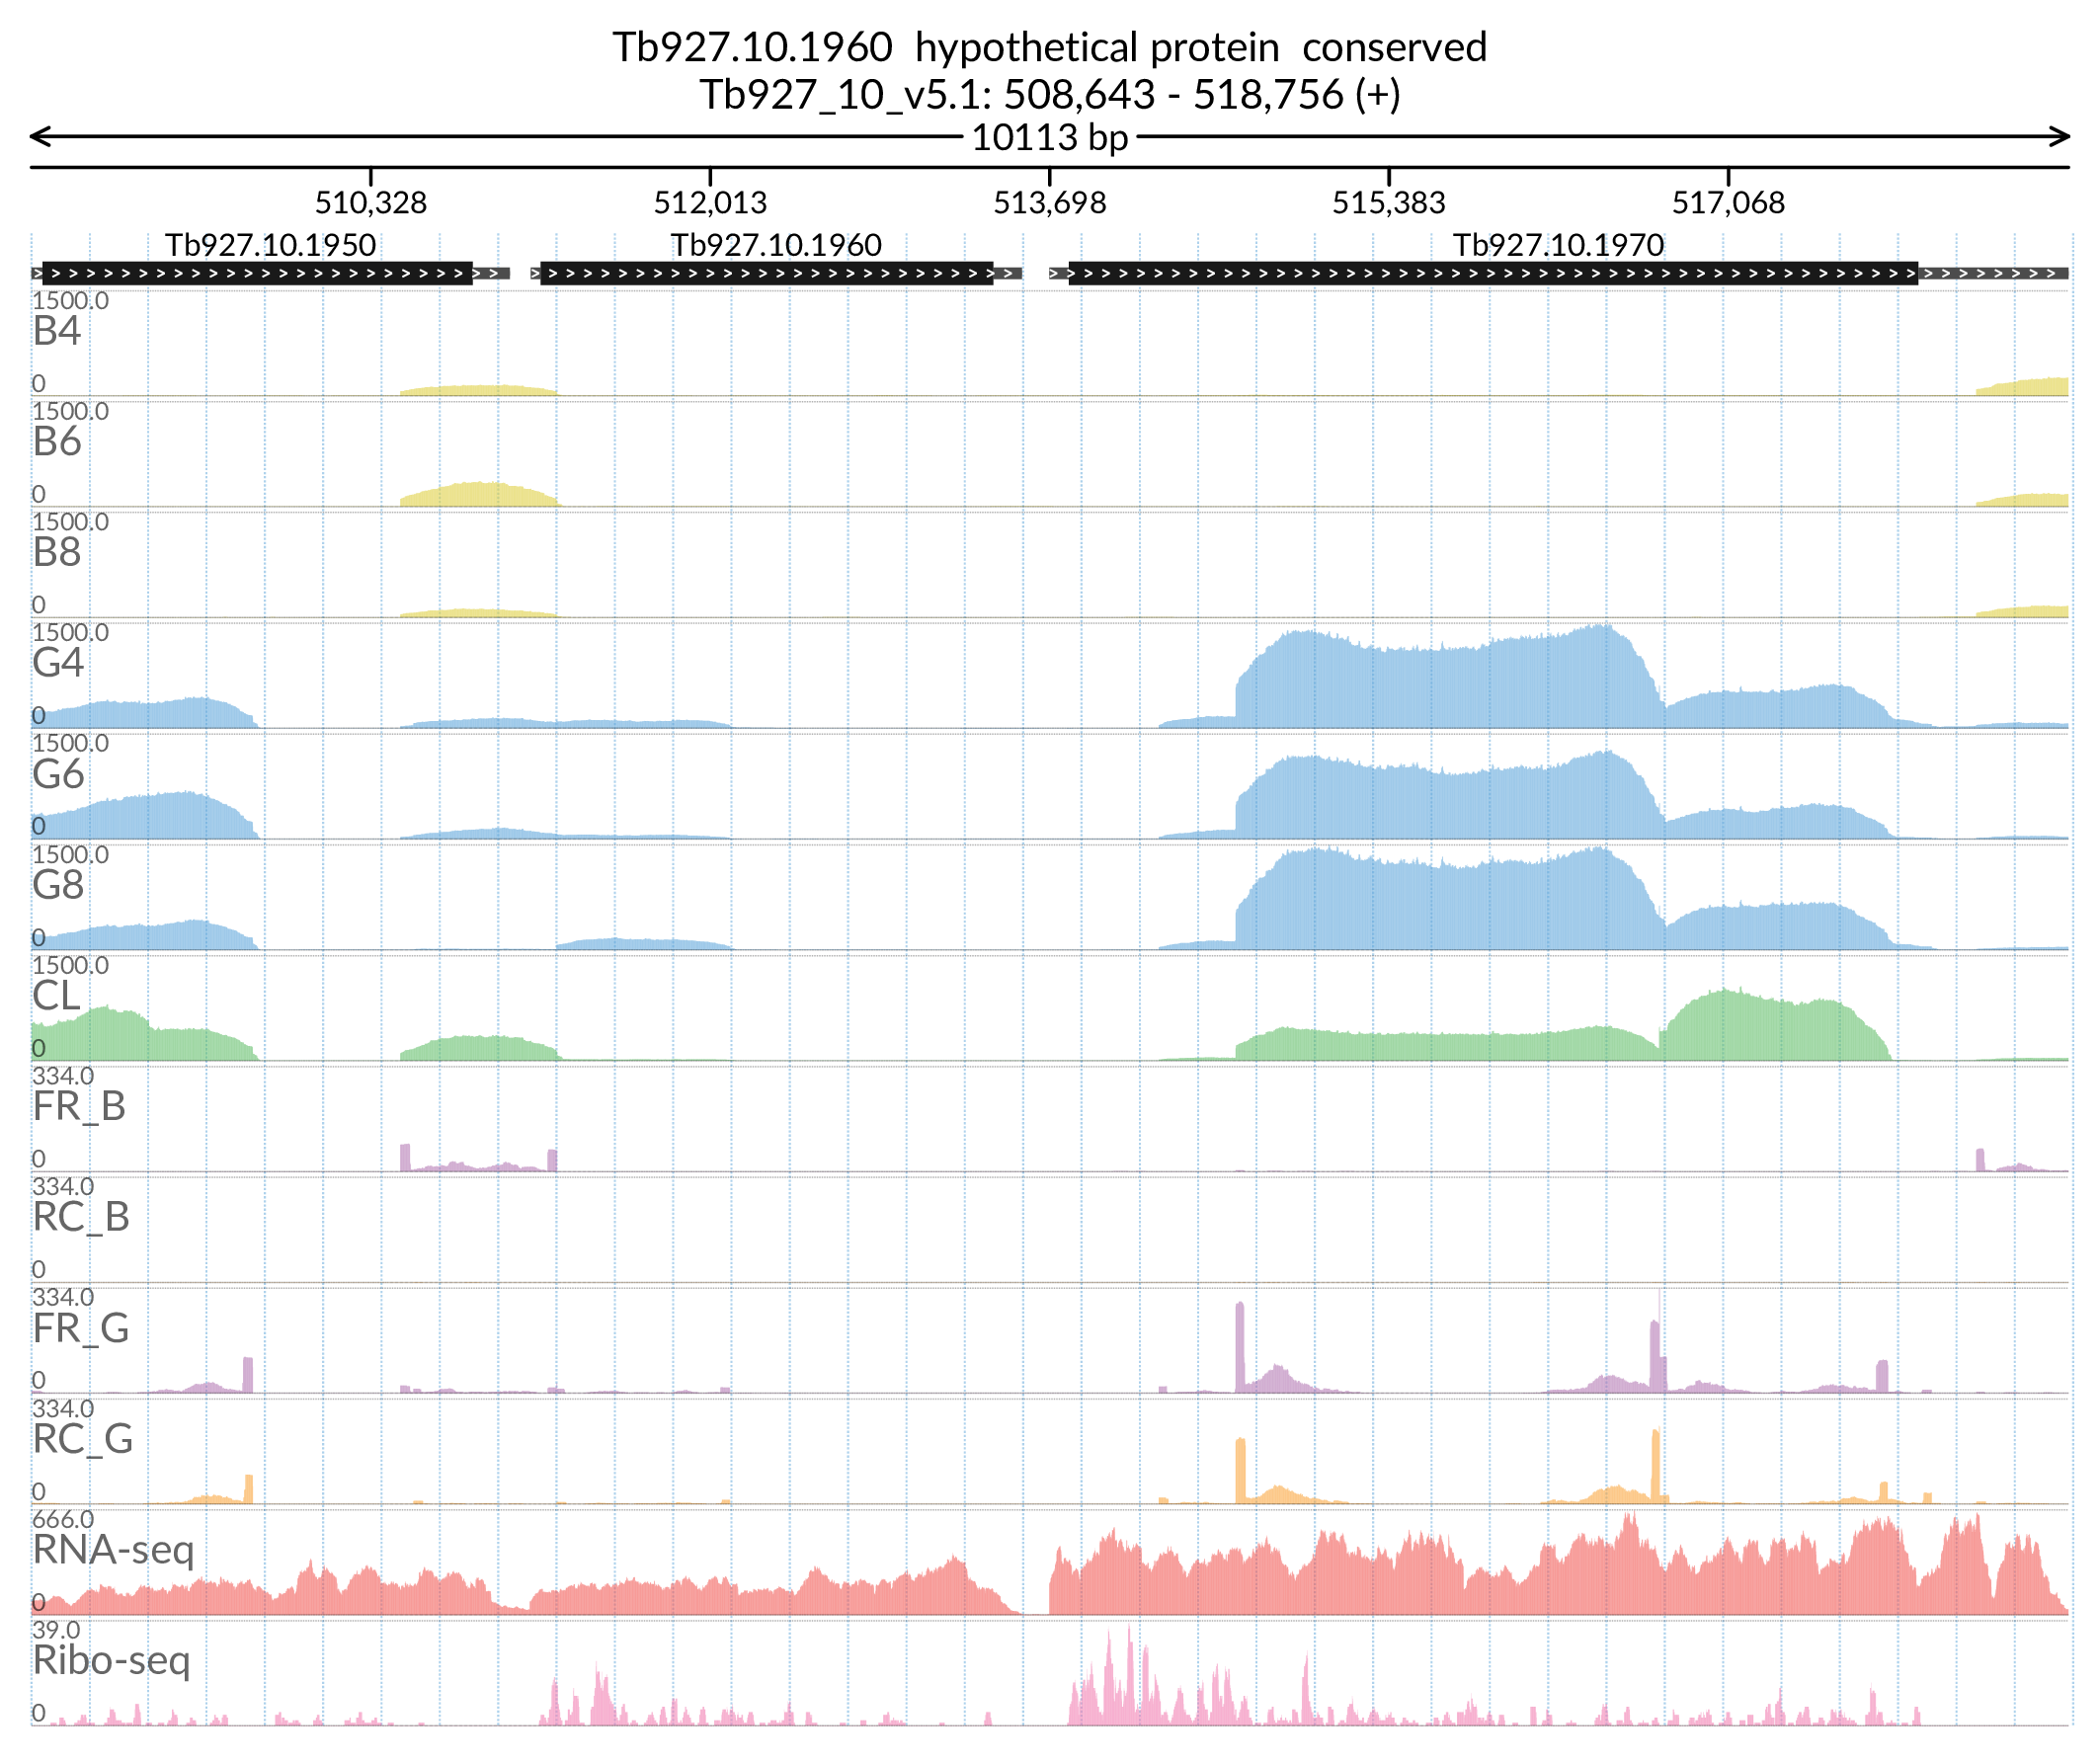 Tb927.10.1960 hypothetical protein conserved
Tb927_10_v5.1: 508,643 - 518,756 (+)
10113 bp
510,328 512,013 513,698 515,383 517,068
Tb927.10.1950 Tb927.10.1960 Tb927.10.1970
1500.0
B4
0
1500.0
B6
0
1500.0
B8
0
1500.0
G4
0
1500.0
G6
0
1500.0
G8
0
1500.0
CL
0
334.0
FR_B
0
334.0
RC_B
0
334.0
FR_G
0
334.0
RC_G
0
666.0
RNA-seq
0
39.0
Ribo-seq
0